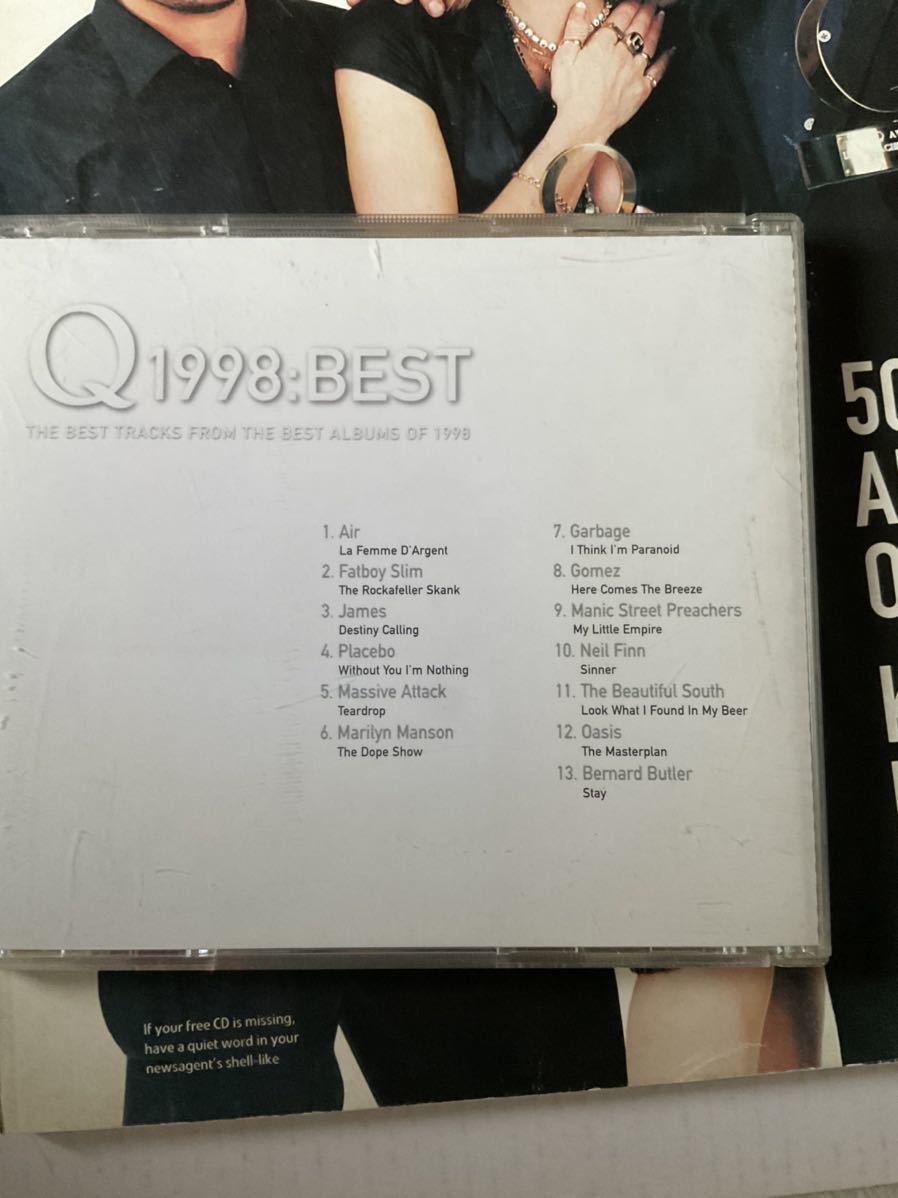 Q 1998:BEST
THE BEST TRACKS FROM THE BEST ALBUMS OF 1998
1. Air
La Femme D'Argent
2. Fatboy Slim
The Rockafeller Skank
3. James
Destiny Calling
4. Placebo
Without You I'm Nothing
5. Massive Attack
Teardrop
6. Marilyn Manson
The Dope Show
7. Garbage
I Think I'm Paranoid
8. Gomez
Here Comes The Breeze
9. Manic Street Preachers
My Little Empire
10. Neil Finn
Sinner
11. The Beautiful South
Look What I Found In My Beer
12. Oasis
The Masterplan
13. Bernard Butler
Stay
50
If your free CD is missing,
have a quiet word in your
newsagent's shell-like